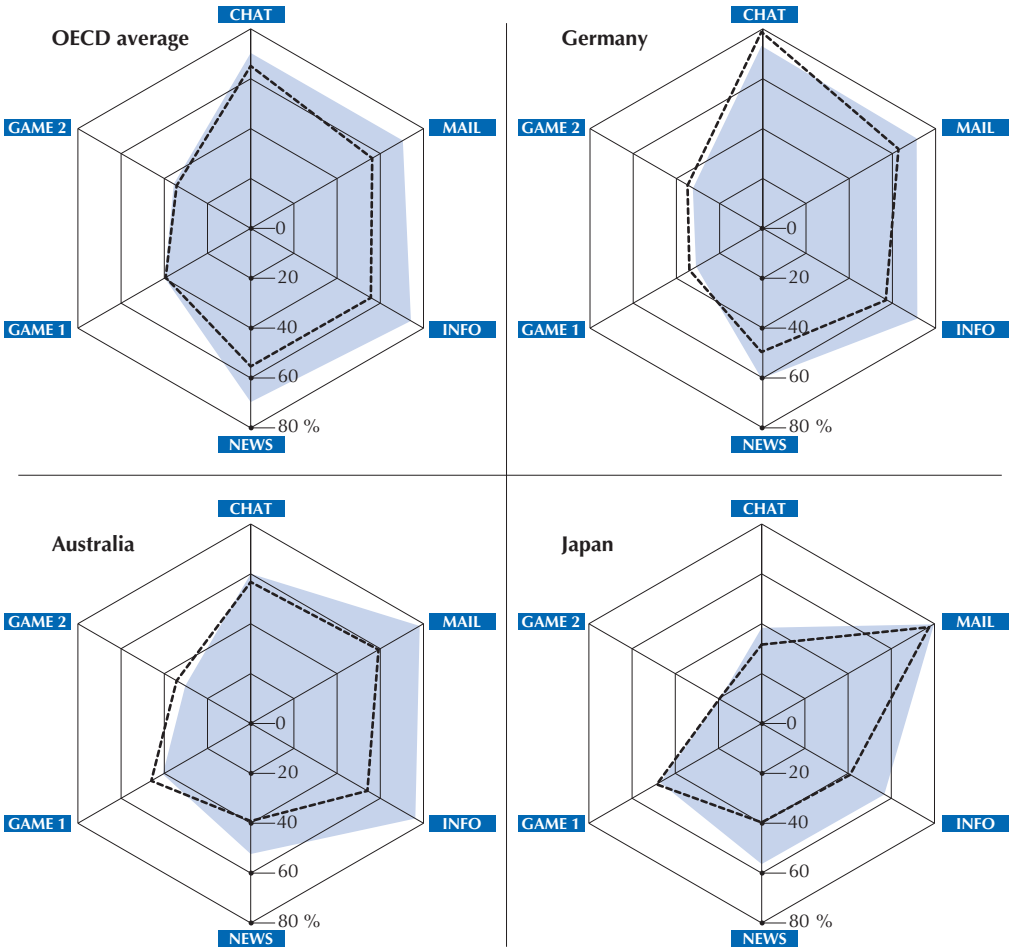 CHAT
OECD average
GAME 2
MAIL
0
20
GAME 1
40
INFO
60
80 %
NEWS
CHAT
Germany
GAME 2
MAIL
0
20
GAME 1
40
INFO
60
80 %
NEWS
CHAT
Australia
GAME 2
MAIL
0
20
GAME 1
40
INFO
60
80 %
NEWS
CHAT
Japan
GAME 2
MAIL
0
20
GAME 1
40
INFO
60
80 %
NEWS